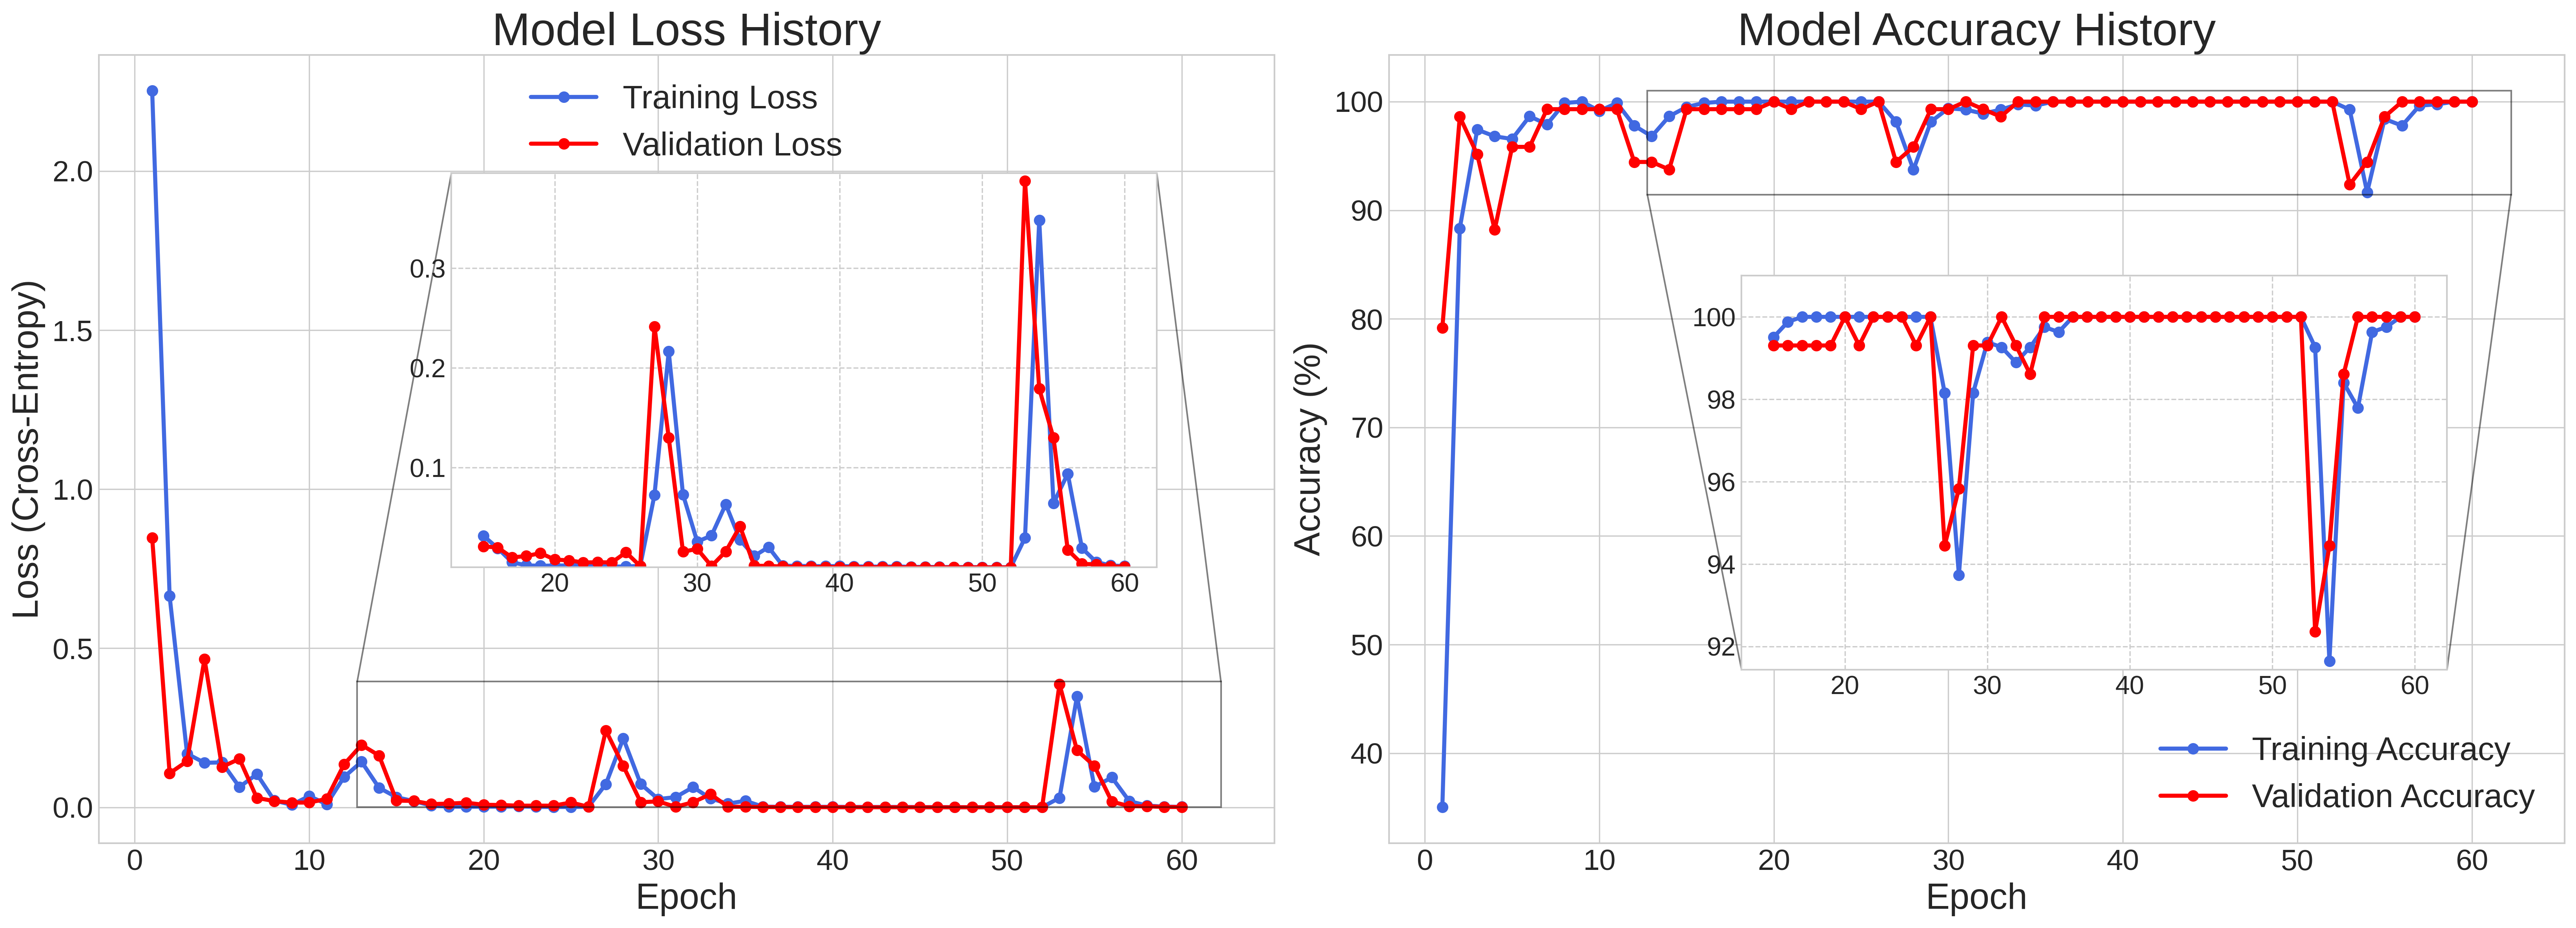 Model Loss History
Training Loss
Validation Loss
Loss (Cross-Entropy)
2.0
1.5
1.0
0.5
0.0
0.3
0.2
0.1
20 30 40 50 60
0 10 20 30 40 50 60
Epoch
Model Accuracy History
Accuracy (%)
100
90
80
70
60
50
40
100
98
96
94
92
20 30 40 50 60
Training Accuracy
Validation Accuracy
0 10 20 30 40 50 60
Epoch